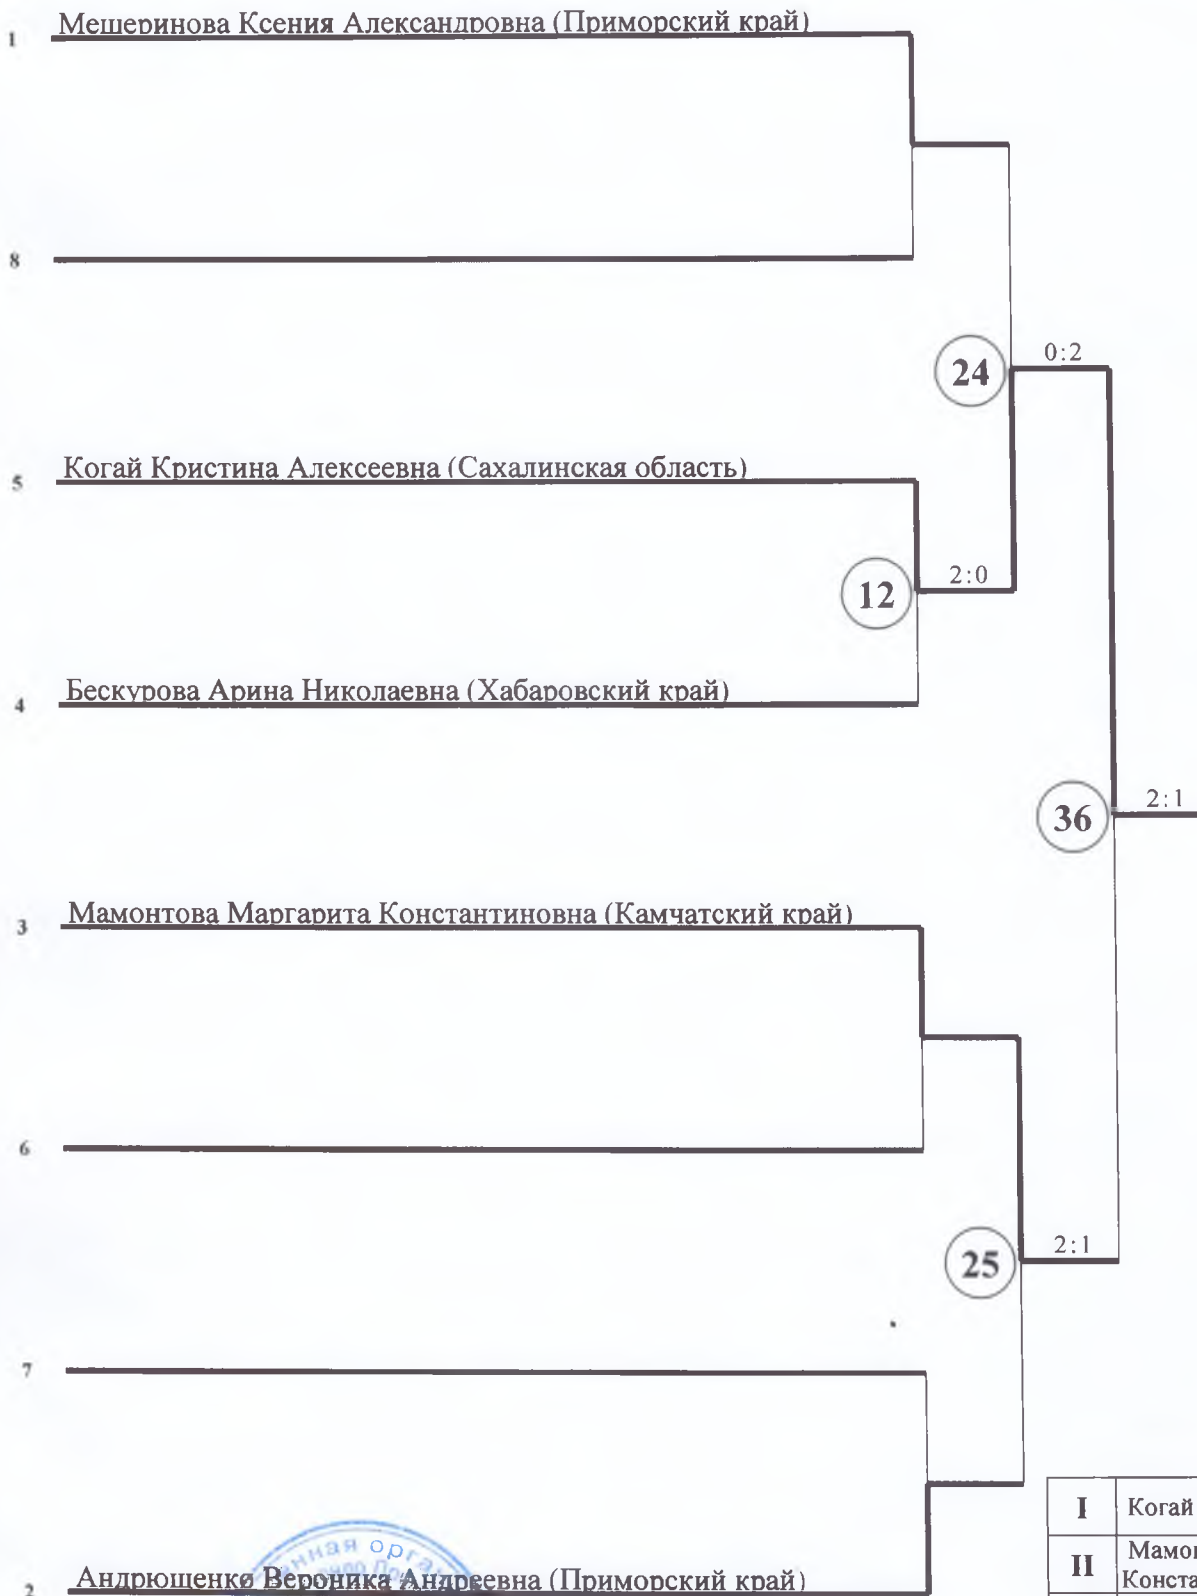 1 Мещеринова Ксения Александровна (Приморский край)
8
24 0:2
5 Когай Кристина Алексеевна (Сахалинская область)
12 2:0
4 Бескурова Арина Николаевна (Хабаровский край)
36 2:1
3 Мамонтова Маргарита Константиновна (Камчатский край)
6
25 2:1
7
I Когай
II Мамон
Конста
2 Андрющенко Вероника Андреевна (Приморский край)